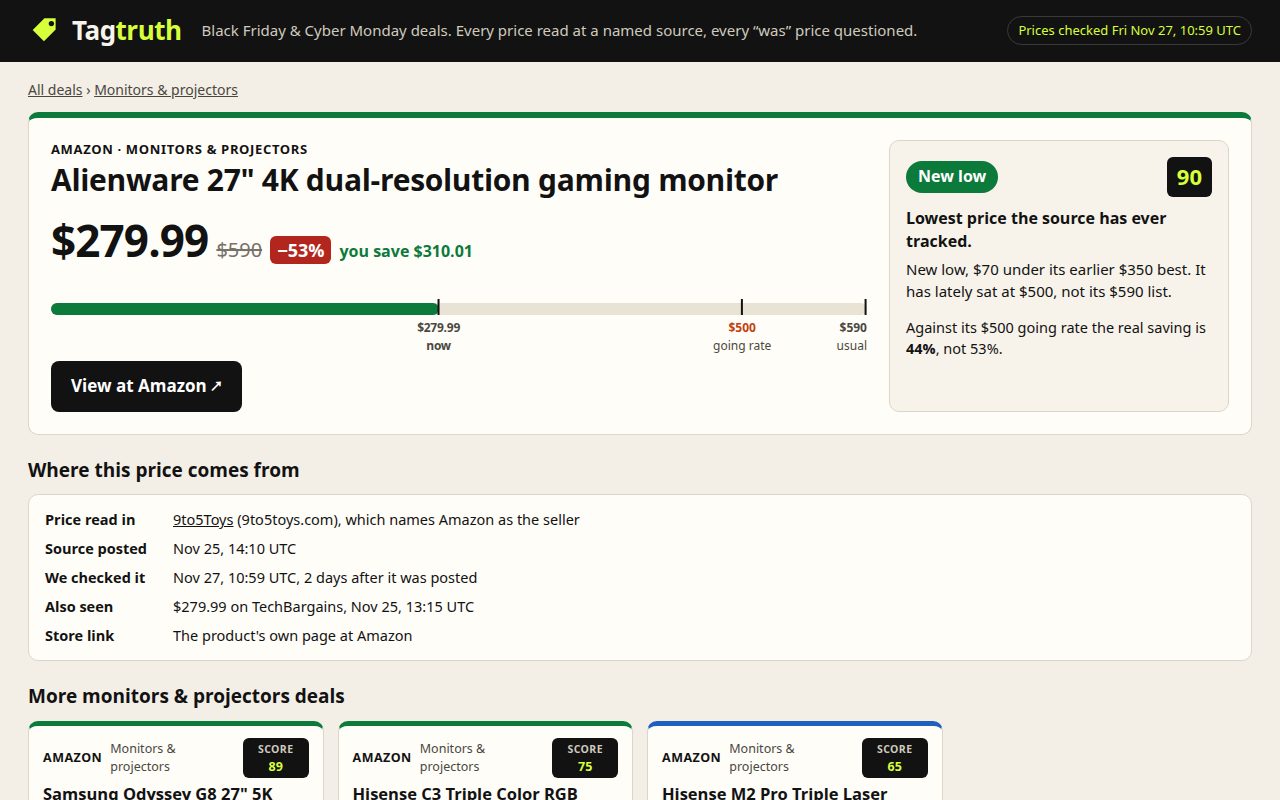 Tagtruth
Black Friday & Cyber Monday deals. Every price read at a named source, every “was” price questioned.
Prices checked Fri Nov 27, 10:59 UTC
All deals › Monitors & projectors
AMAZON · MONITORS & PROJECTORS
Alienware 27" 4K dual-resolution gaming monitor
$279.99 $590 −53% you save $310.01
$279.99
now
$500
going rate
$590
usual
View at Amazon ↗
New low
90
Lowest price the source has ever
tracked.
New low, $70 under its earlier $350 best. It
has lately sat at $500, not its $590 list.
Against its $500 going rate the real saving is
44%, not 53%.
Where this price comes from
Price read in 9to5Toys (9to5toys.com), which names Amazon as the seller
Source posted Nov 25, 14:10 UTC
We checked it Nov 27, 10:59 UTC, 2 days after it was posted
Also seen $279.99 on TechBargains, Nov 25, 13:15 UTC
Store link The product's own page at Amazon
More monitors & projectors deals
AMAZON
Monitors &
projectors
SCORE
89
Samsung Odyssey G8 27" 5K
AMAZON
Monitors &
projectors
SCORE
75
Hisense C3 Triple Color RGB
AMAZON
Monitors &
projectors
SCORE
65
Hisense M2 Pro Triple Laser